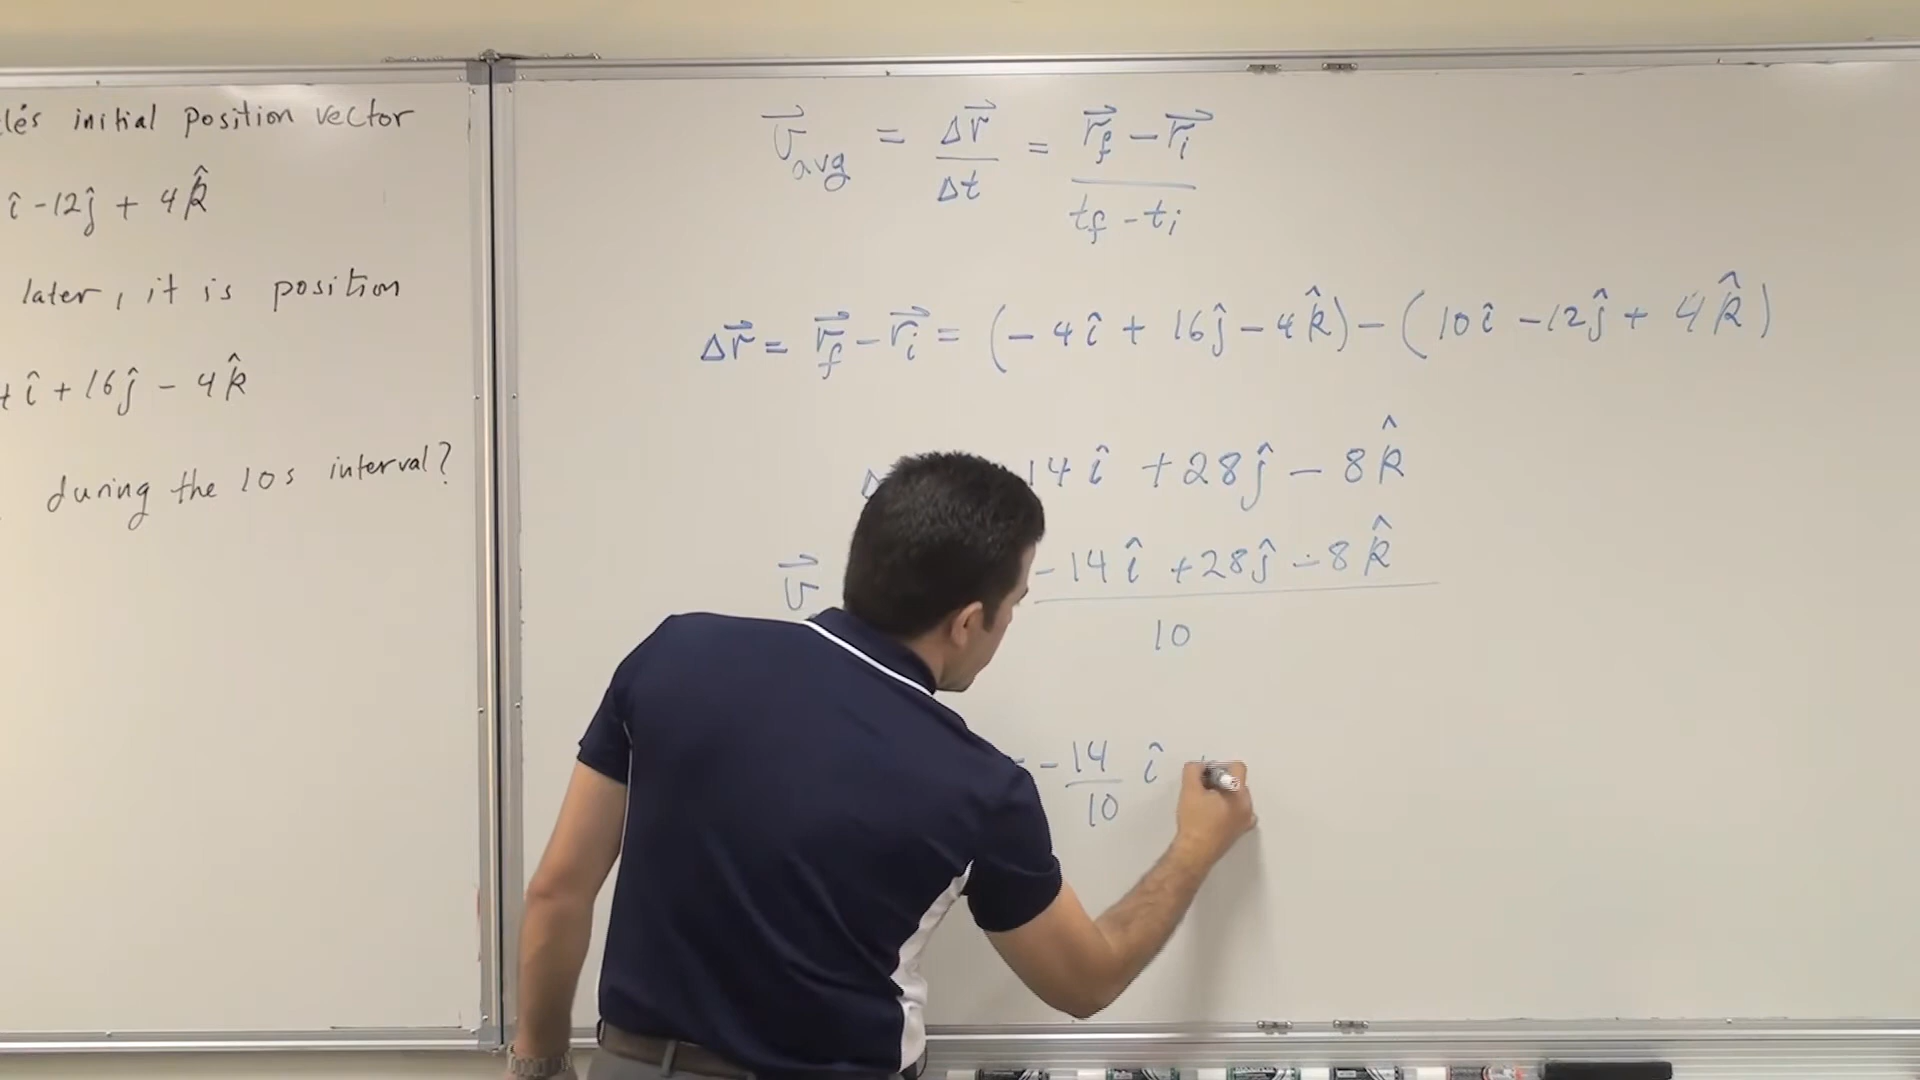 initial position vector
î - 12ĵ + 4k̂
later, it is position
î + 16ĵ - 4k̂
during the 10s interval?
v⃗avg = Δr⃗/Δt = (r⃗f - r⃗i)/(tf - ti)
Δr⃗ = r⃗f - r⃗i = (-4î + 16ĵ - 4k̂) - (10î - 12ĵ + 4k̂)
Δ 14î + 28ĵ - 8k̂
v⃗ (-14î + 28ĵ - 8k̂)/10
= -14/10 î